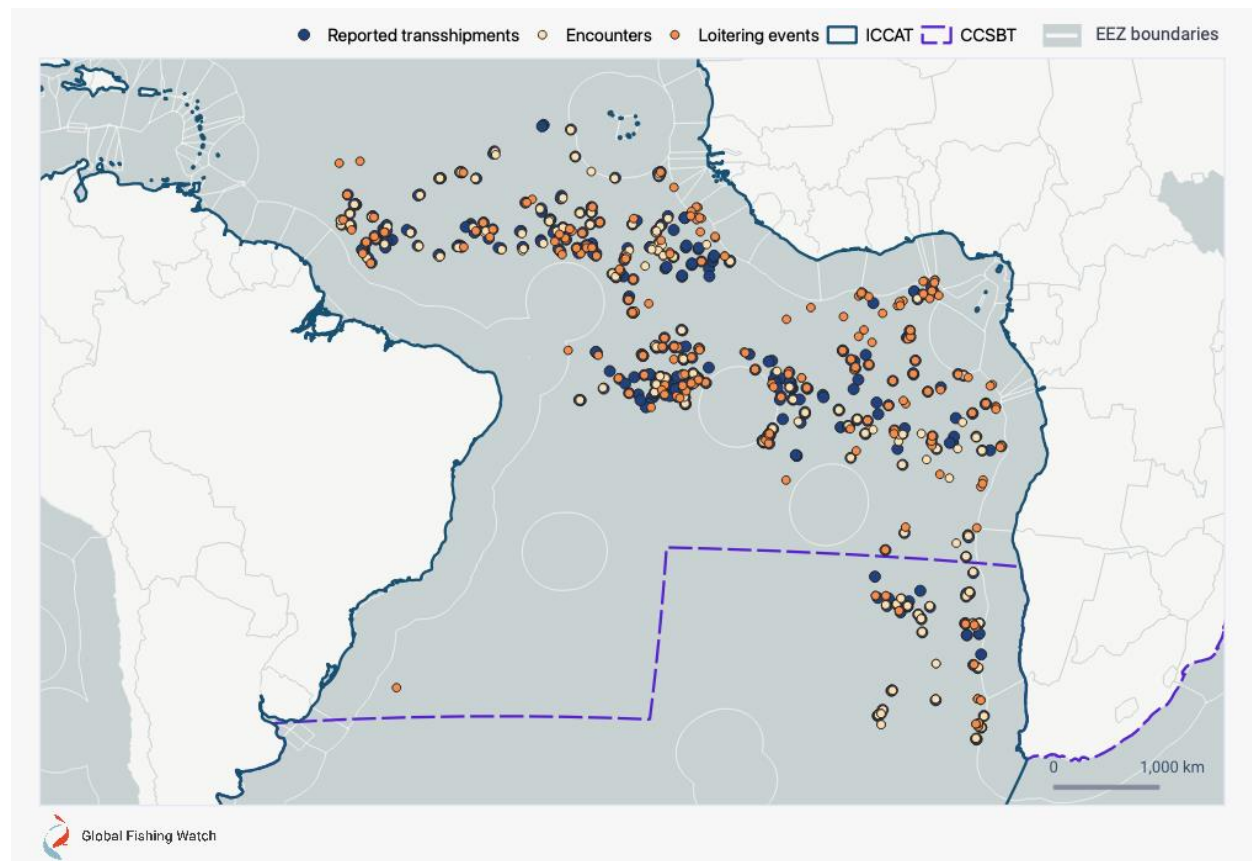 Reported transshipments Encounters Loitering events ICCAT CCSBT EEZ boundaries
0 1,000 km
Global Fishing Watch